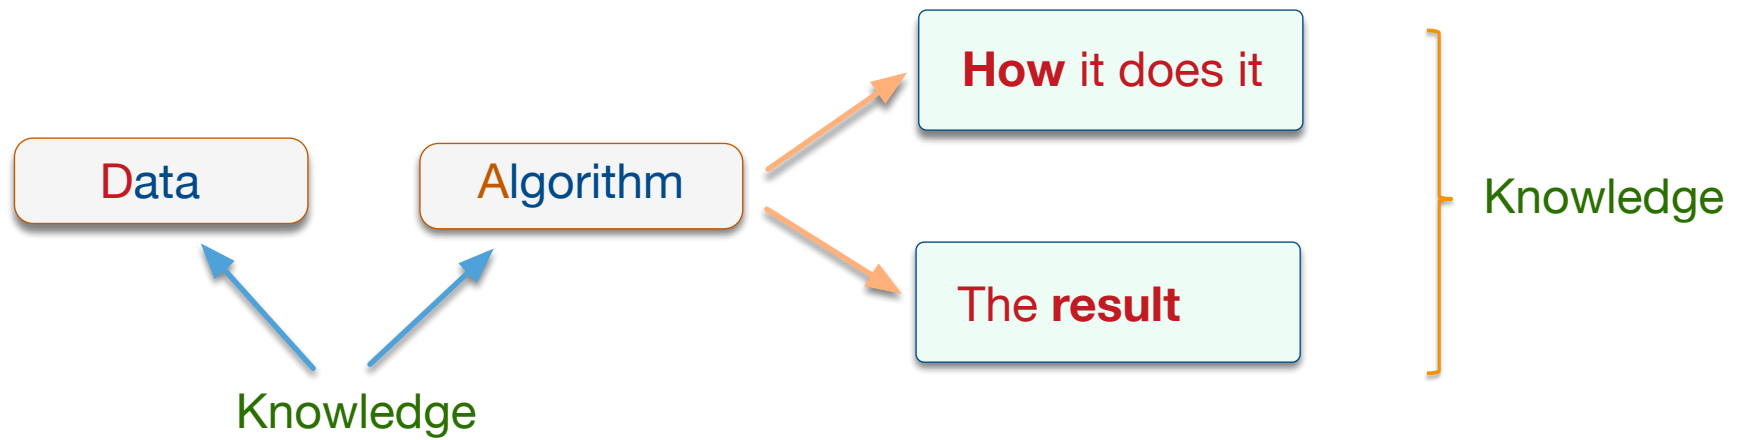 How it does it
Data
Algorithm
Knowledge
The result
Knowledge